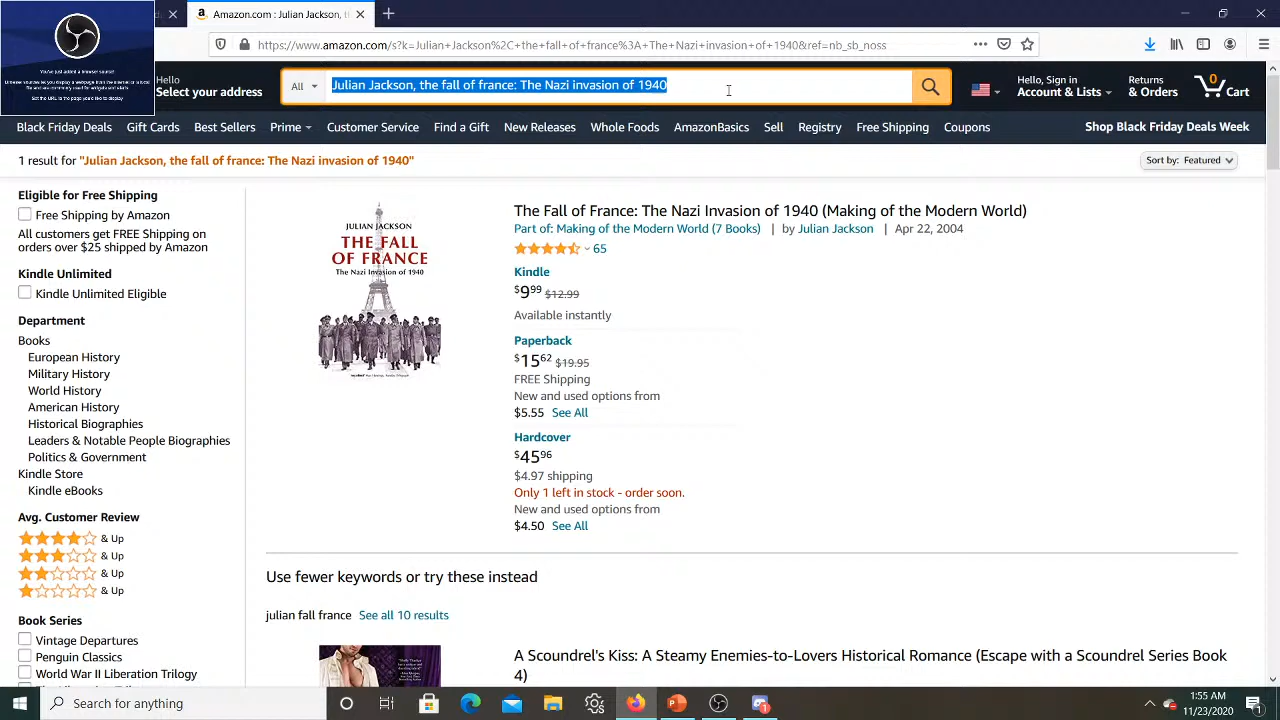 Amazon.com : Julian Jackson, t
You've just added a browser source!
https://www.amazon.com/s?k=Julian+Jackson%2C+the+fall+of+france%3A+The+Nazi+invasion+of+1940&ref=nb_sb_noss
Hello
Select your address
All
Julian Jackson, the fall of france: The Nazi invasion of 1940
Hello, Sign in
Account & Lists
Returns
& Orders
0
Cart
Black Friday Deals
Gift Cards
Best Sellers
Prime
Customer Service
Find a Gift
New Releases
Whole Foods
AmazonBasics
Sell
Registry
Free Shipping
Coupons
Shop Black Friday Deals Week
1 result for "Julian Jackson, the fall of france: The Nazi invasion of 1940"
Sort by: Featured
Eligible for Free Shipping
Free Shipping by Amazon
All customers get FREE Shipping on
orders over $25 shipped by Amazon
Kindle Unlimited
Kindle Unlimited Eligible
Department
Books
European History
Military History
World History
American History
Historical Biographies
Leaders & Notable People Biographies
Politics & Government
Kindle Store
Kindle eBooks
Avg. Customer Review
& Up
& Up
& Up
& Up
Book Series
Vintage Departures
Penguin Classics
World War II Liberation Trilogy
JULIAN JACKSON
THE FALL
OF FRANCE
The Nazi Invasion of 1940
The Fall of France: The Nazi Invasion of 1940 (Making of the Modern World)
Part of: Making of the Modern World (7 Books) | by Julian Jackson | Apr 22, 2004
65
Kindle
$9.99 $12.99
Available instantly
Paperback
$15.62 $19.95
FREE Shipping
New and used options from
$5.55 See All
Hardcover
$45.96
$4.97 shipping
Only 1 left in stock - order soon.
New and used options from
$4.50 See All
Use fewer keywords or try these instead
julian fall france See all 10 results
A Scoundrel's Kiss: A Steamy Enemies-to-Lovers Historical Romance (Escape with a Scoundrel Series Book
4)
Search for anything
1:55 AM
11/23/2020